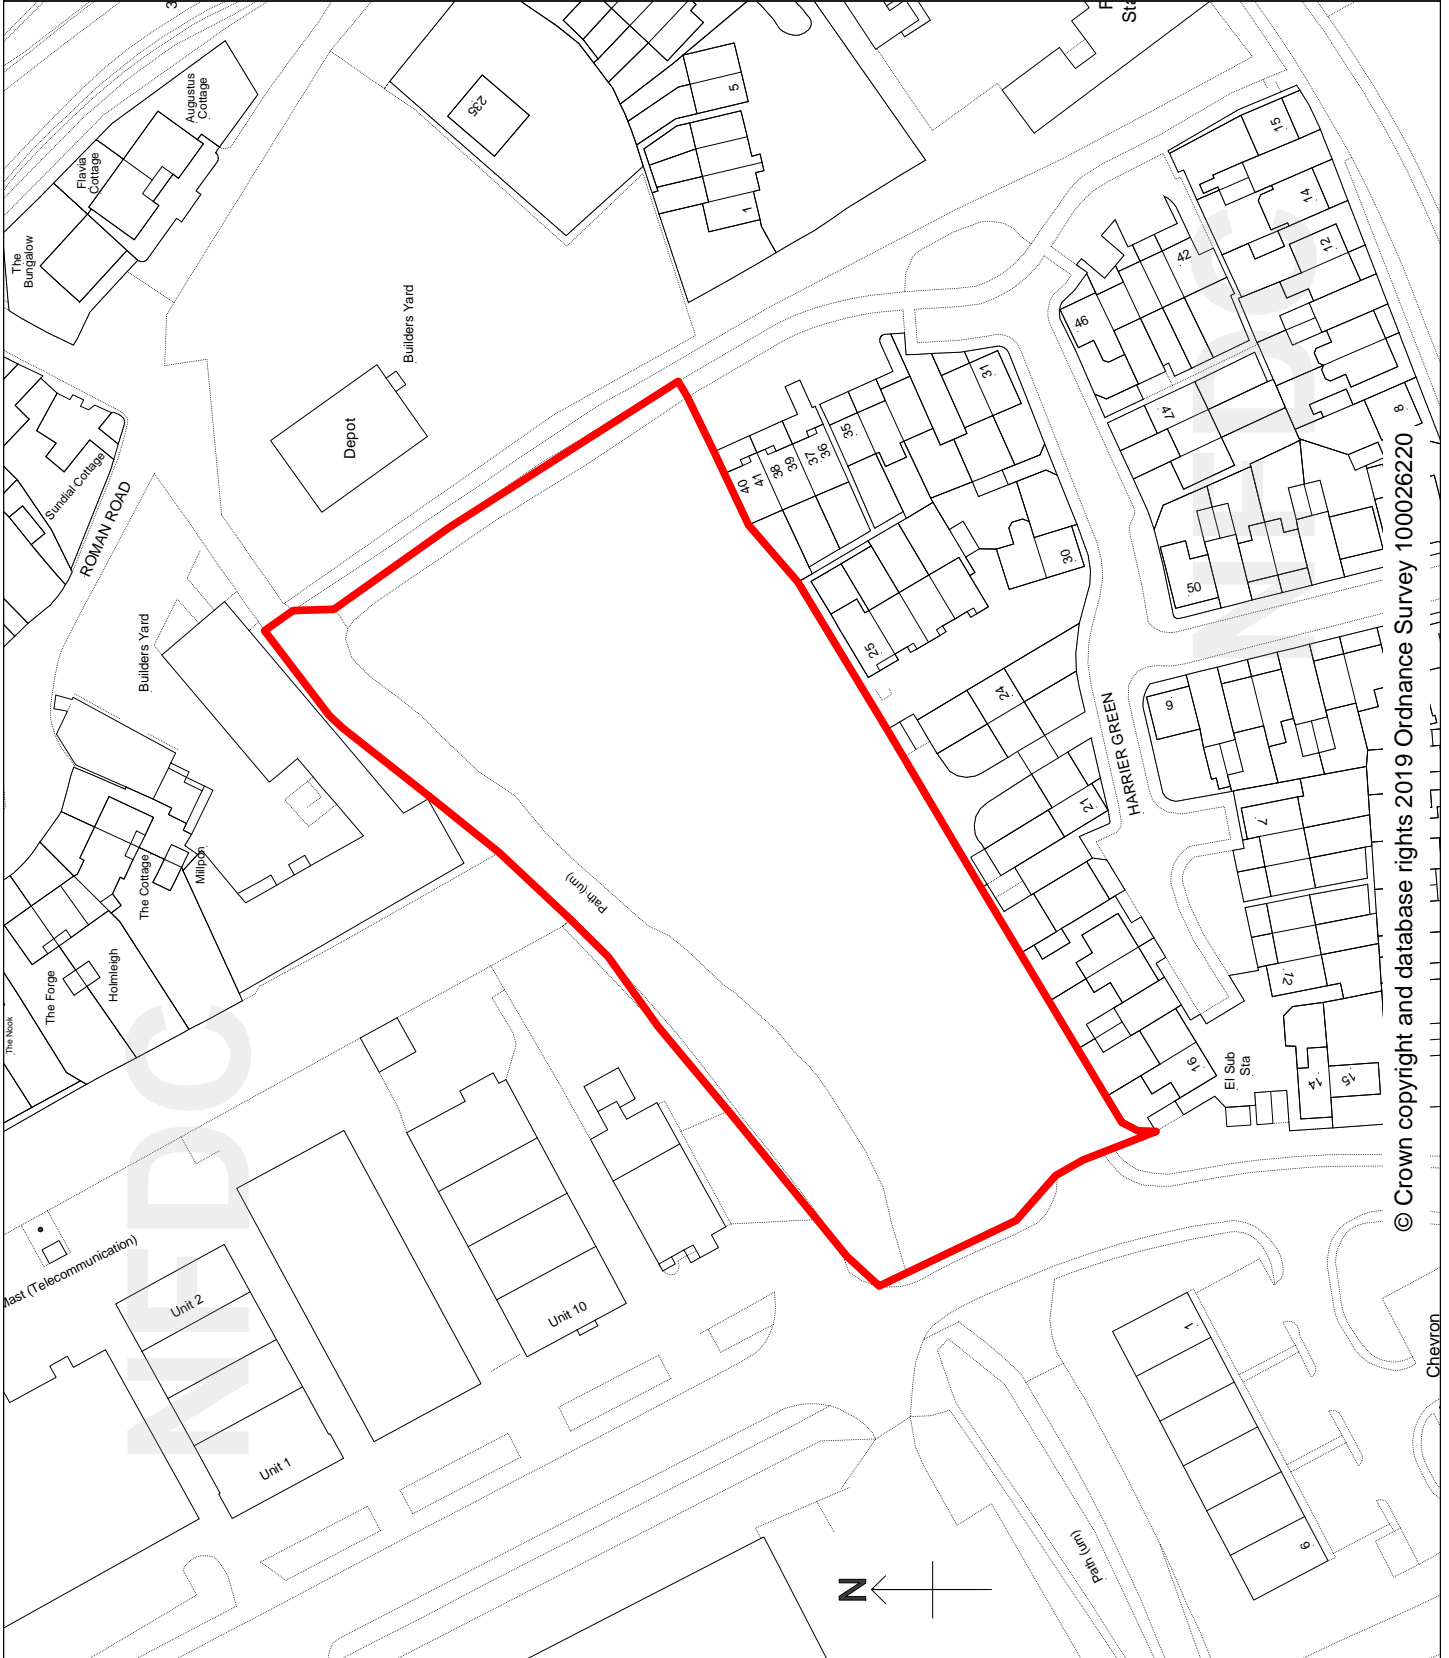 3
Augustus
Cottage
Flavia
Cottage
The
Bungalow
235
5
1
Sta
15
14
12
42
46
47
8
Builders Yard
Depot
Sundial Cottage
ROMAN ROAD
Builders Yard
31
35
36
37
39
38
41
40
30
25
24
50
9
HARRIER GREEN
21
7
12
The Cottage
Millpon
Holmleigh
The Forge
The Nook
Path (um)
16
El Sub
Sta
14
15
Mast (Telecommunication)
Unit 2
Unit 1
Unit 10
1
6
Path (um)
Chevron
N
NFDC
NFDC
© Crown copyright and database rights 2019 Ordnance Survey 100026220